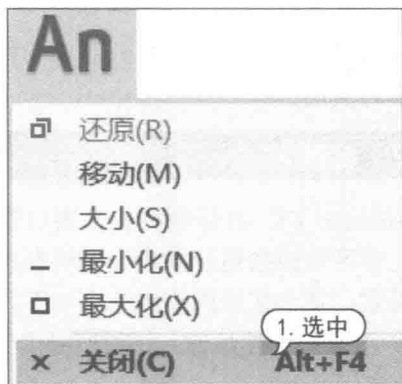 An
还原(R)
移动(M)
大小(S)
最小化(N)
最大化(X)
1. 选中
关闭(C) Alt+F4